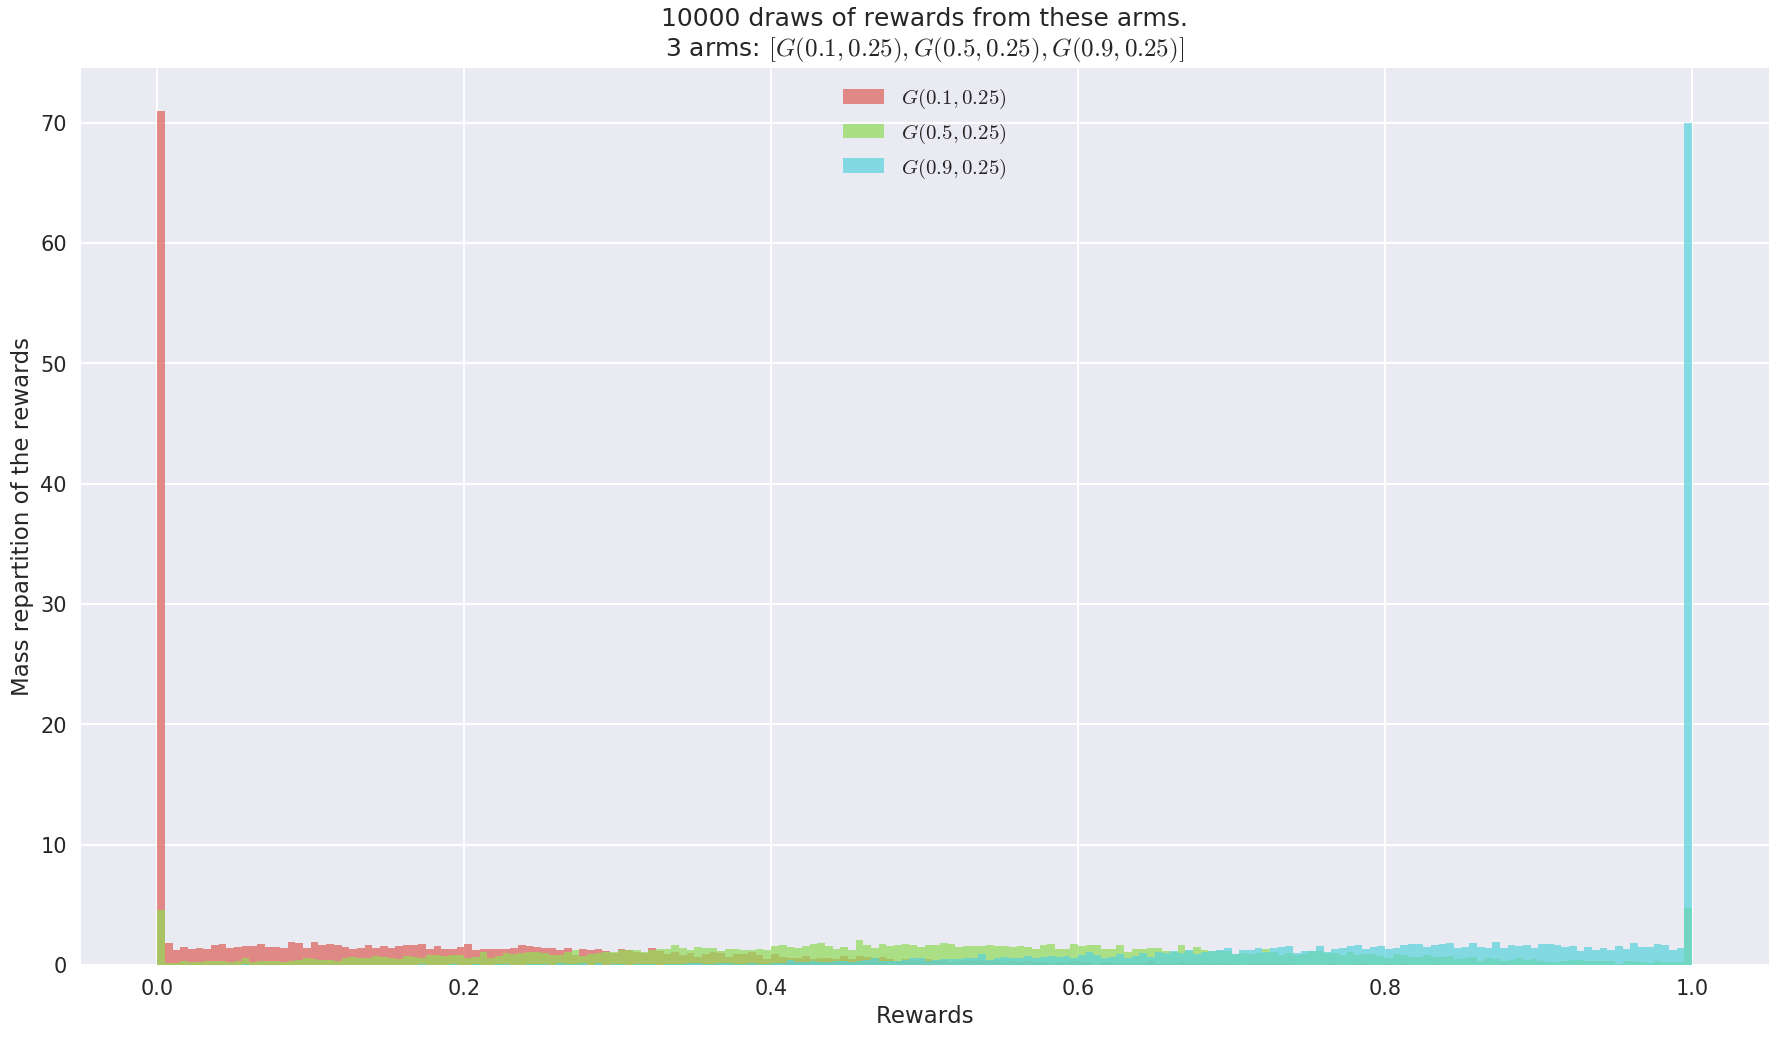 10000 draws of rewards from these arms.
3 arms: [G(0.1, 0.25), G(0.5, 0.25), G(0.9, 0.25)]
G(0.1, 0.25)
G(0.5, 0.25)
G(0.9, 0.25)
Mass repartition of the rewards
70
60
50
40
30
20
10
0
0.0 0.2 0.4 0.6 0.8 1.0
Rewards